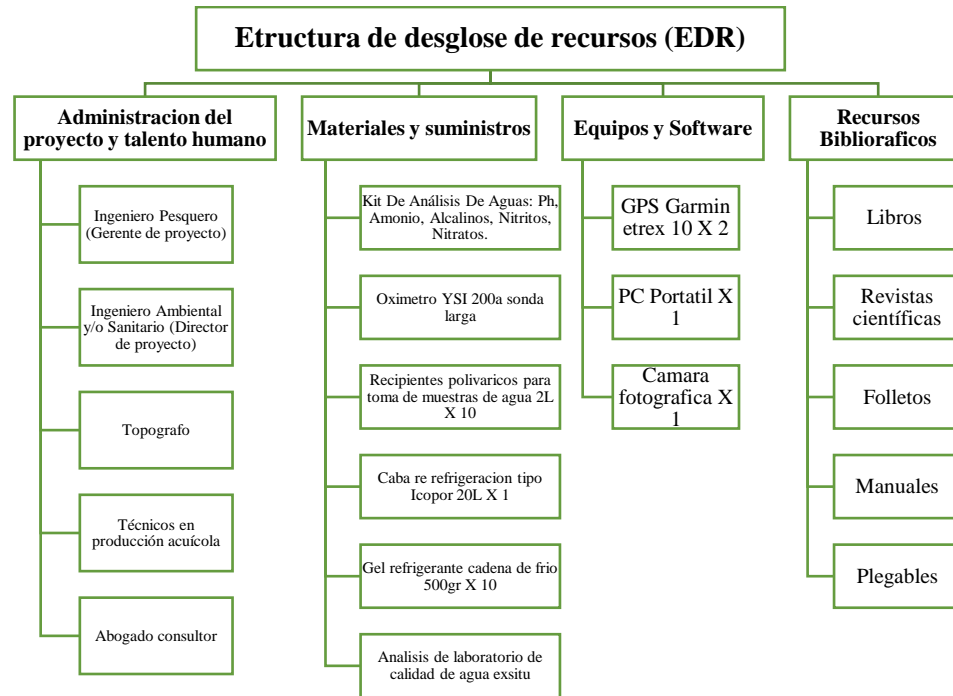 Etructura de desglose de recursos (EDR)
Administracion del
proyecto y talento humano
Ingeniero Pesquero
(Gerente de proyecto)
Ingeniero Ambiental
y/o Sanitario (Director
de proyecto)
Topografo
Técnicos en
producción acuícola
Abogado consultor
Materiales y suministros
Kit De Análisis De Aguas: Ph,
Amonio, Alcalinos, Nitritos,
Nitratos.
Oximetro YSI 200a sonda
larga
Recipientes polivaricos para
toma de muestras de agua 2L
X 10
Caba re refrigeracion tipo
Icopor 20L X 1
Gel refrigerante cadena de frio
500gr X 10
Analisis de laboratorio de
calidad de agua exsitu
Equipos y Software
GPS Garmin
etrex 10 X 2
PC Portatil X
1
Camara
fotografica X
1
Recursos
Bibliograficos
Libros
Revistas
científicas
Folletos
Manuales
Plegables